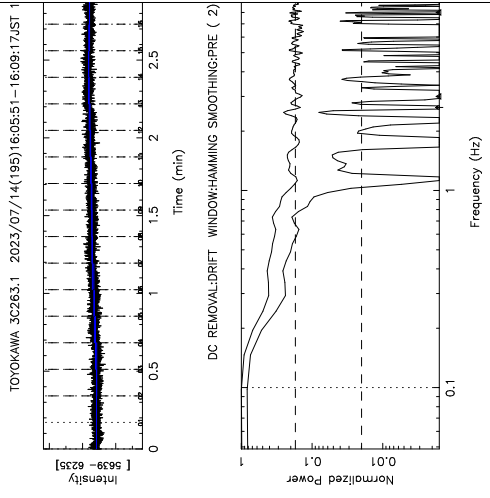 TOYOKAWA 3C263.1 2023/07/14(195)16:05:51-16:09:17JST 1
Intensity
[ 5639- 6235]
0
0.5
1
1.5
2
2.5
Time (min)
DC REMOVAL:DRIFT WINDOW:HAMMING SMOOTHING:PRE ( 2)
Normalized Power
1
0.1
0.01
0.1
1
Frequency (Hz)